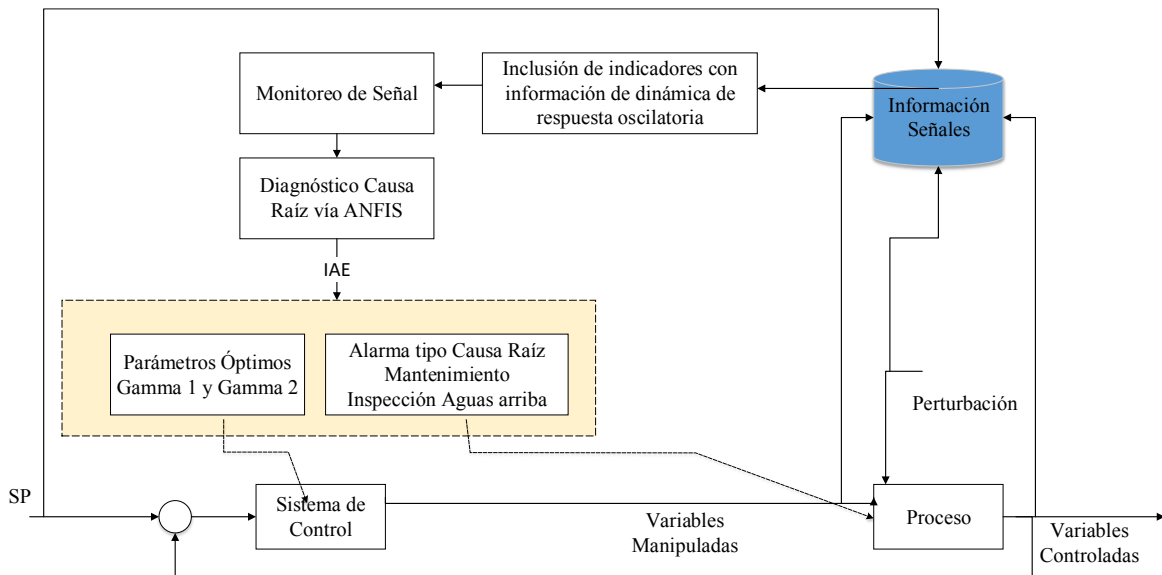 Monitoreo de Señal
Inclusión de indicadores con
información de dinámica de
respuesta oscilatoria
Información
Señales
Diagnóstico Causa
Raíz vía ANFIS
IAE
Parámetros Óptimos
Gamma 1 y Gamma 2
Alarma tipo Causa Raíz
Mantenimiento
Inspección Aguas arriba
Perturbación
SP
Sistema de
Control
Variables
Manipuladas
Proceso
Variables
Controladas